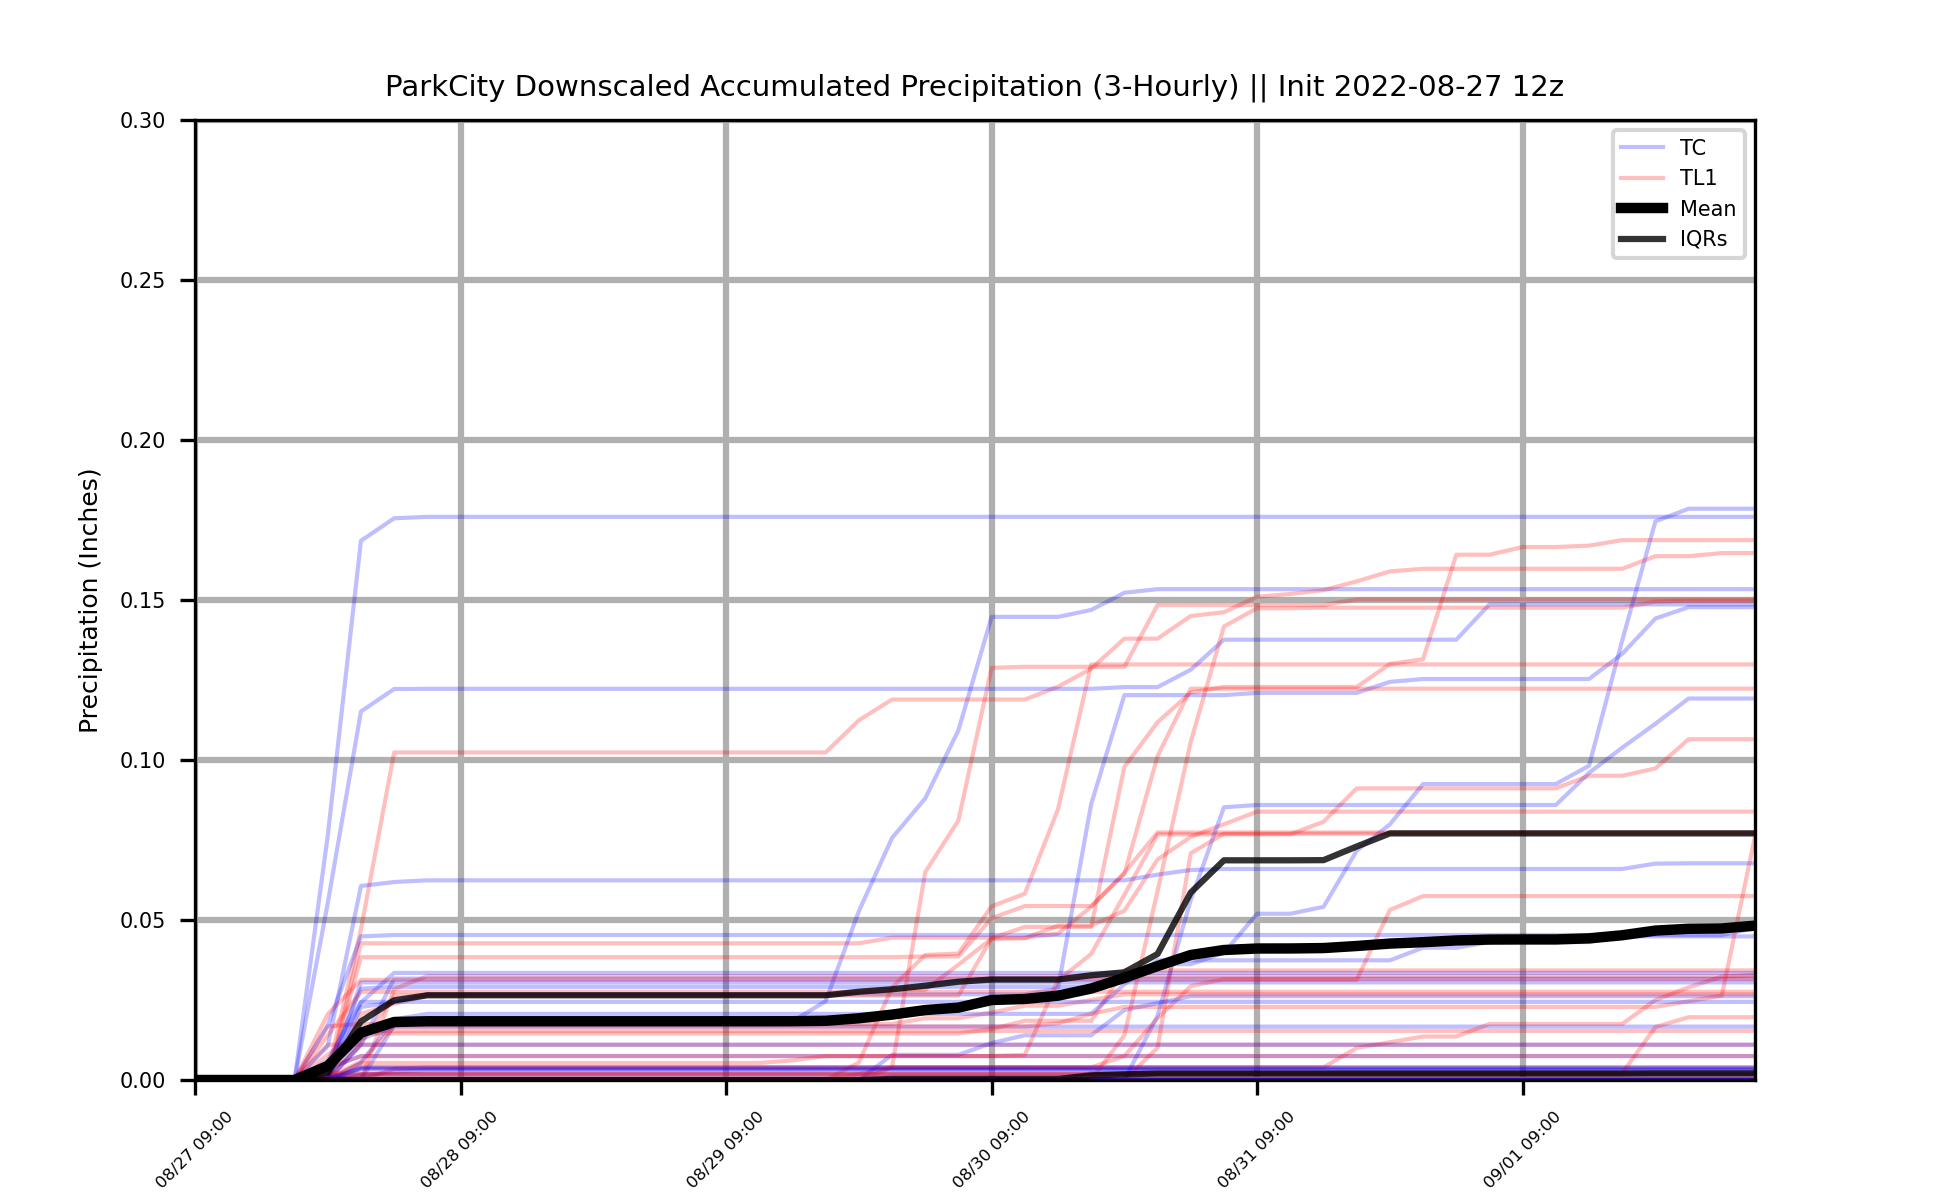 ParkCity Downscaled Accumulated Precipitation (3-Hourly) || Init 2022-08-27 12z
TC
TL1
Mean
IQRs
Precipitation (Inches)
0.30
0.25
0.20
0.15
0.10
0.05
0.00
08/27 09:00
08/28 09:00
08/29 09:00
08/30 09:00
08/31 09:00
09/01 09:00